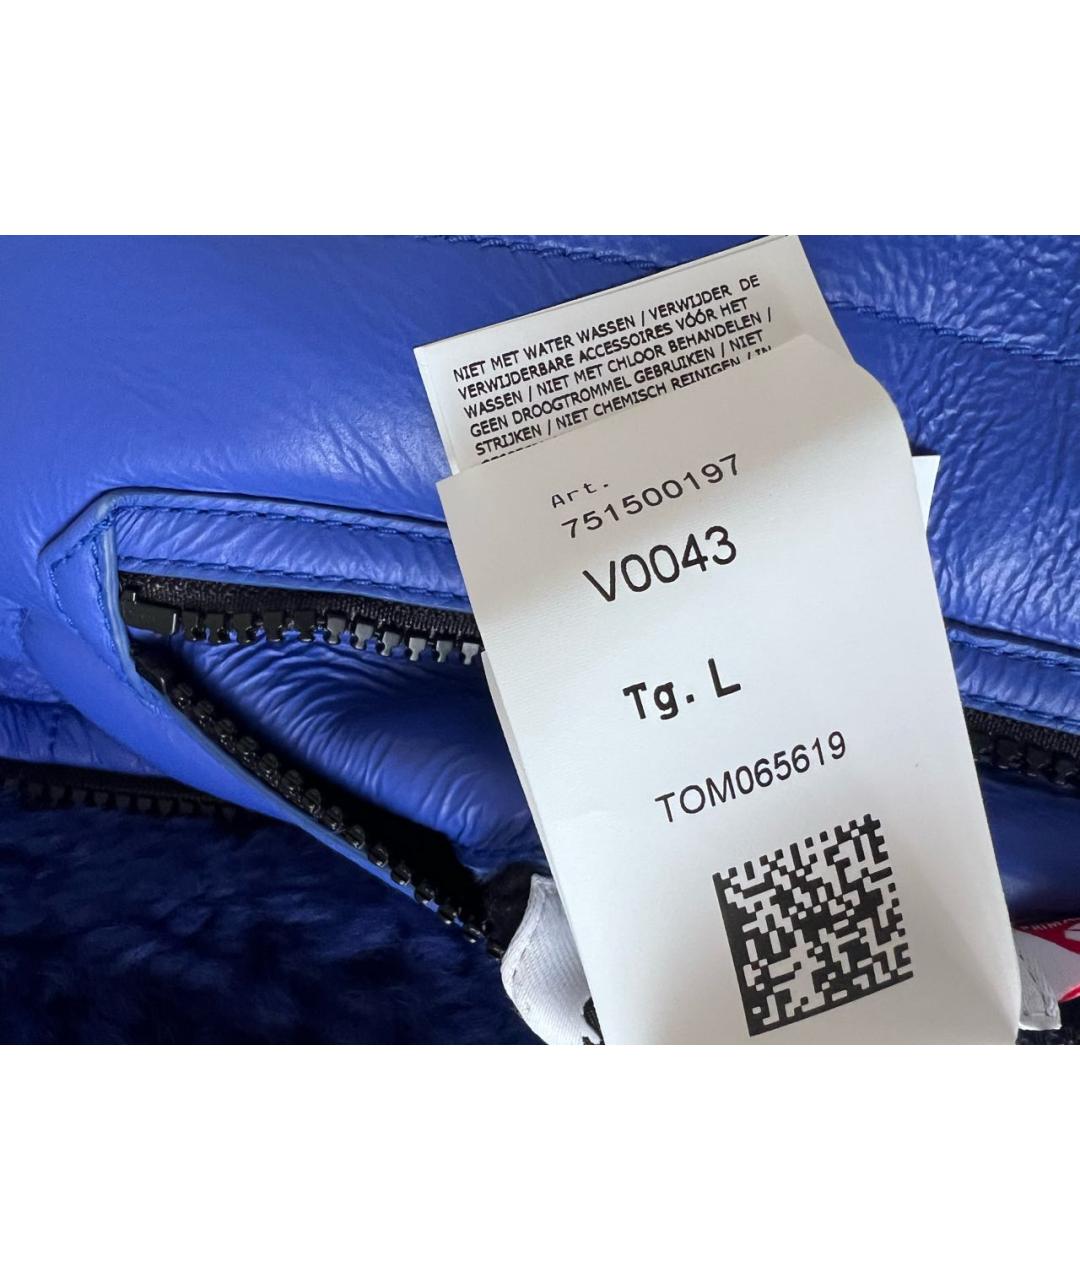 NIET MET WATER WASSEN / VERWIJDER DE
VERWIJDERBARE ACCESSOIRES VÓÓR HET
WASSEN / NIET MET CHLOOR BEHANDELEN /
GEEN DROOGTROMMEL GEBRUIKEN / NIET
STRIJKEN / NIET CHEMISCH REINIGEN /
Art.
751500197
V0043
Tg. L
TOM065619